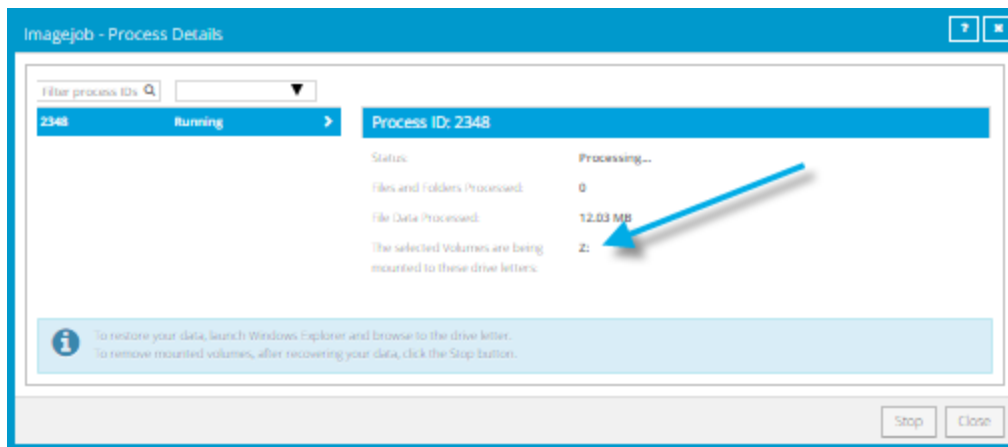 Imagejob - Process Details
? ×
Filter process IDs
2348 Running
Process ID: 2348
Status: Processing...
Files and Folders Processed: 0
File Data Processed: 12.03 MB
The selected Volumes are being Z:
mounted to these drive letters:
To restore your data, launch Windows Explorer and browse to the drive letter.
To remove mounted volumes, after recovering your data, click the Stop button.
Stop Close